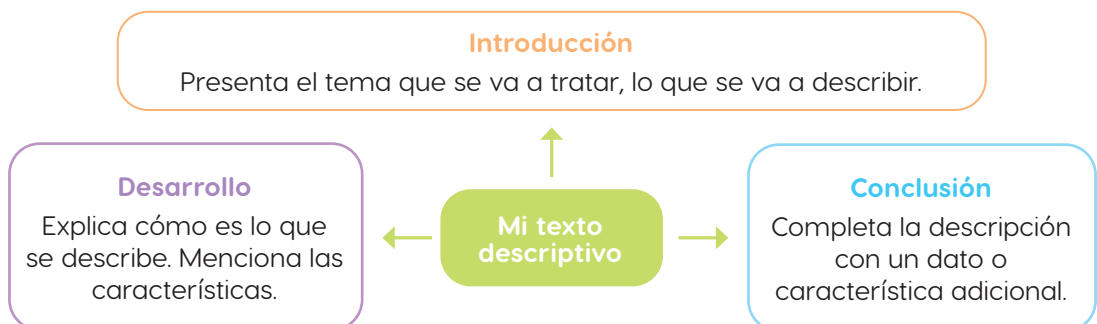 Introducción
Presenta el tema que se va a tratar, lo que se va a describir.
Desarrollo
Explica cómo es lo que
se describe. Menciona las
características.
Mi texto
descriptivo
Conclusión
Completa la descripción
con un dato o
característica adicional.